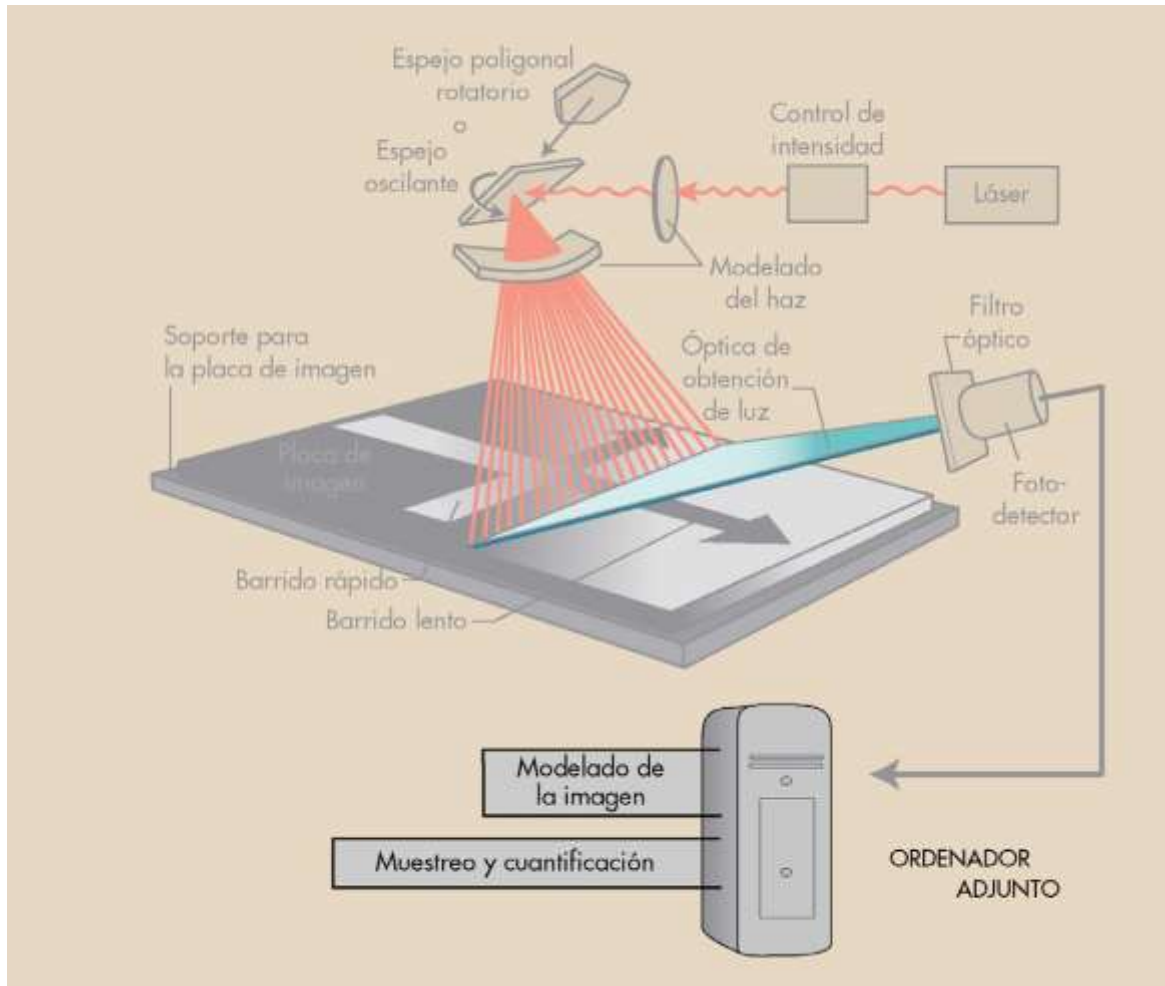 Espejo poligonal
rotatorio
o
Espejo
oscilante
Control de
intensidad
Láser
Modelado
del haz
Filtro
óptico
Soporte para
la placa de imagen
Óptica de
obtención
de luz
Placa de
imagen
Foto-
detector
Barrido rápido
Barrido lento
Modelado de
la imagen
Muestreo y cuantificación
ORDENADOR
ADJUNTO